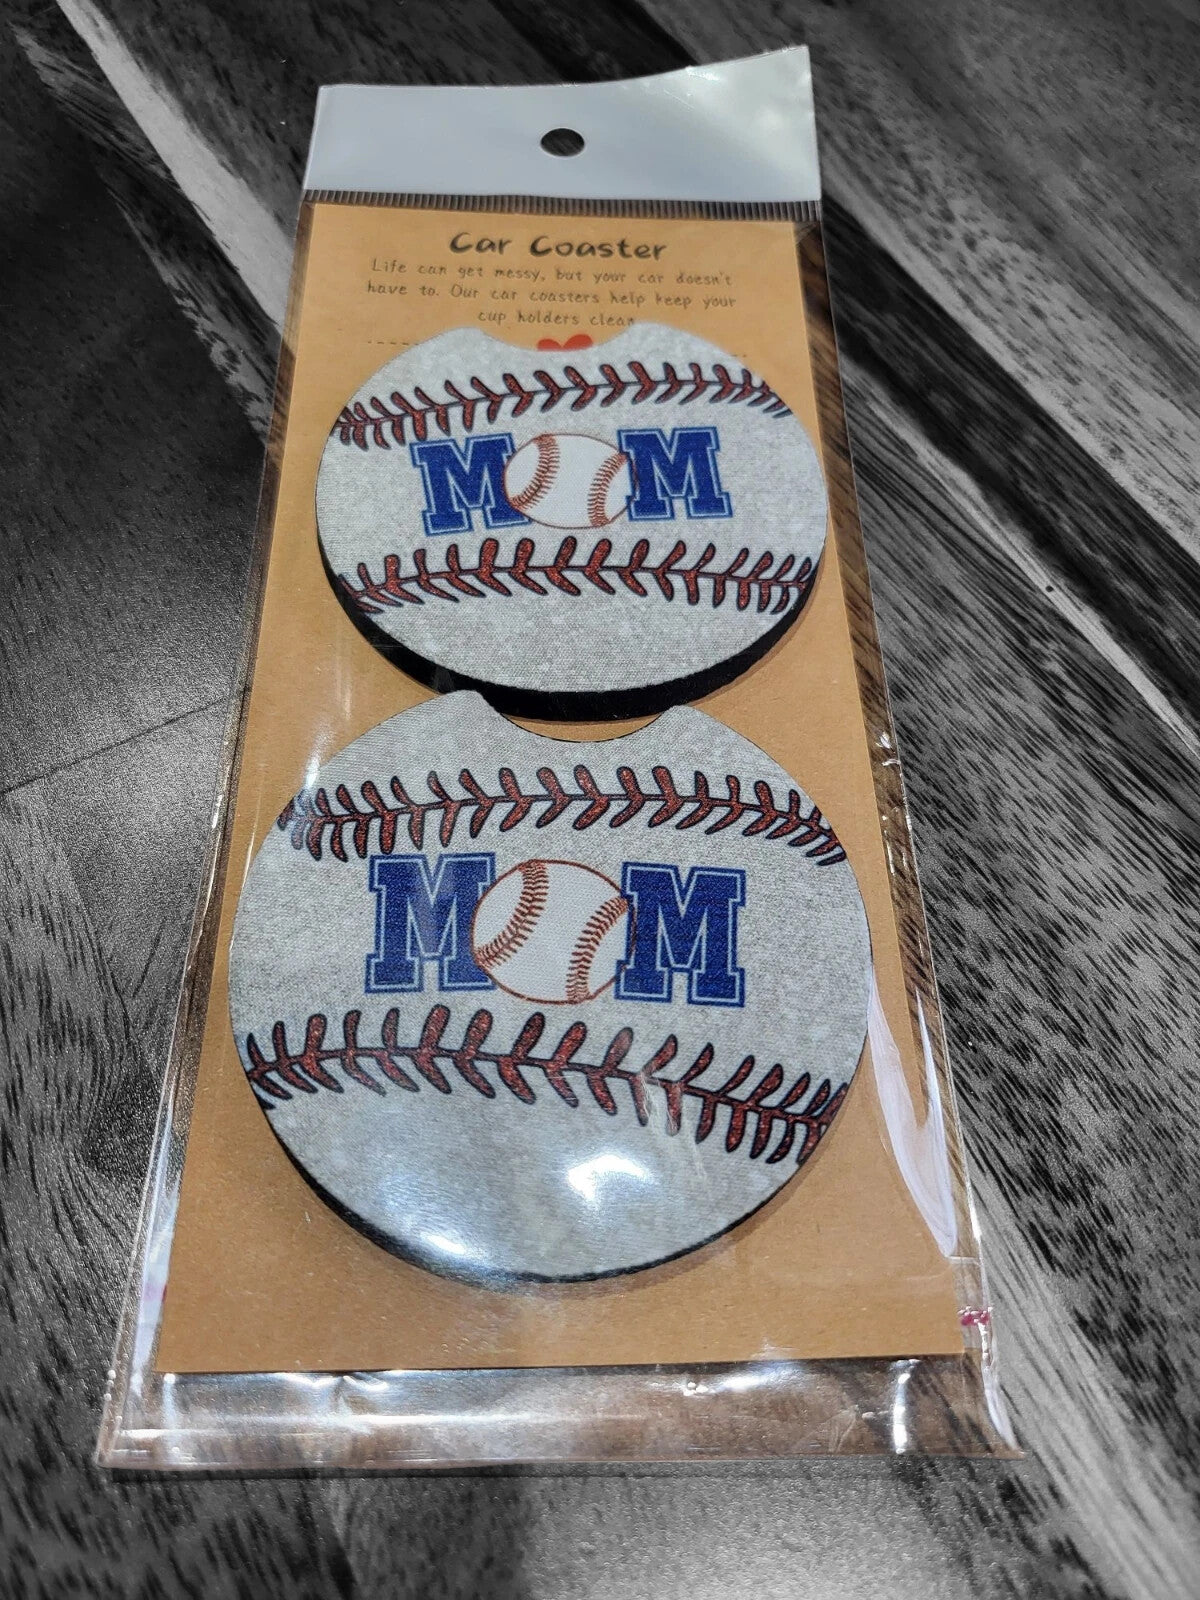 Car Coaster
Life can get messy, but your car doesn't
have to. Our car coasters help keep your
cup holders clean
MOM
MOM